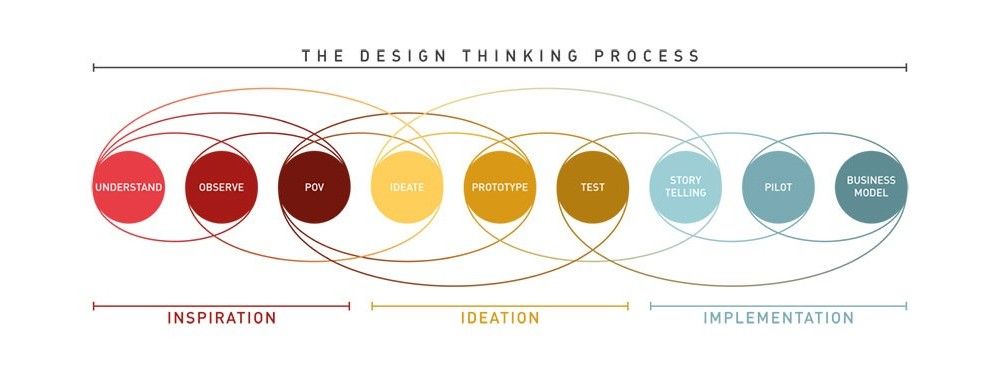 THE DESIGN THINKING PROCESS
UNDERSTAND
OBSERVE
POV
IDEATE
PROTOTYPE
TEST
STORY
TELLING
PILOT
BUSINESS
MODEL
INSPIRATION
IDEATION
IMPLEMENTATION